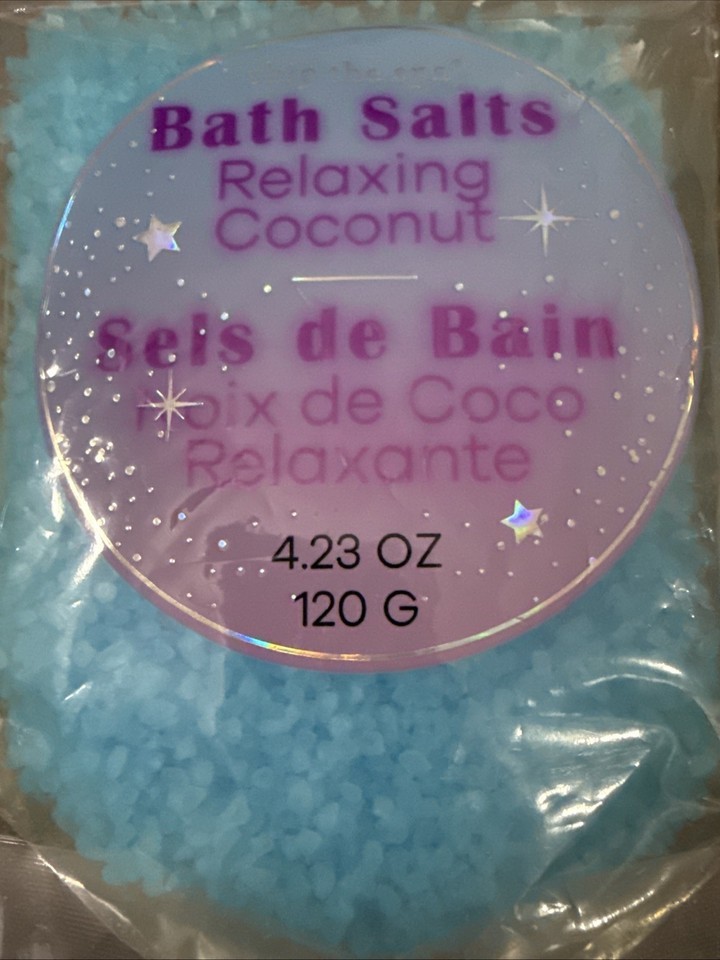 Bath Salts
Relaxing
Coconut
Sels de Bain
Noix de Coco
Relaxante
4.23 OZ
120 G